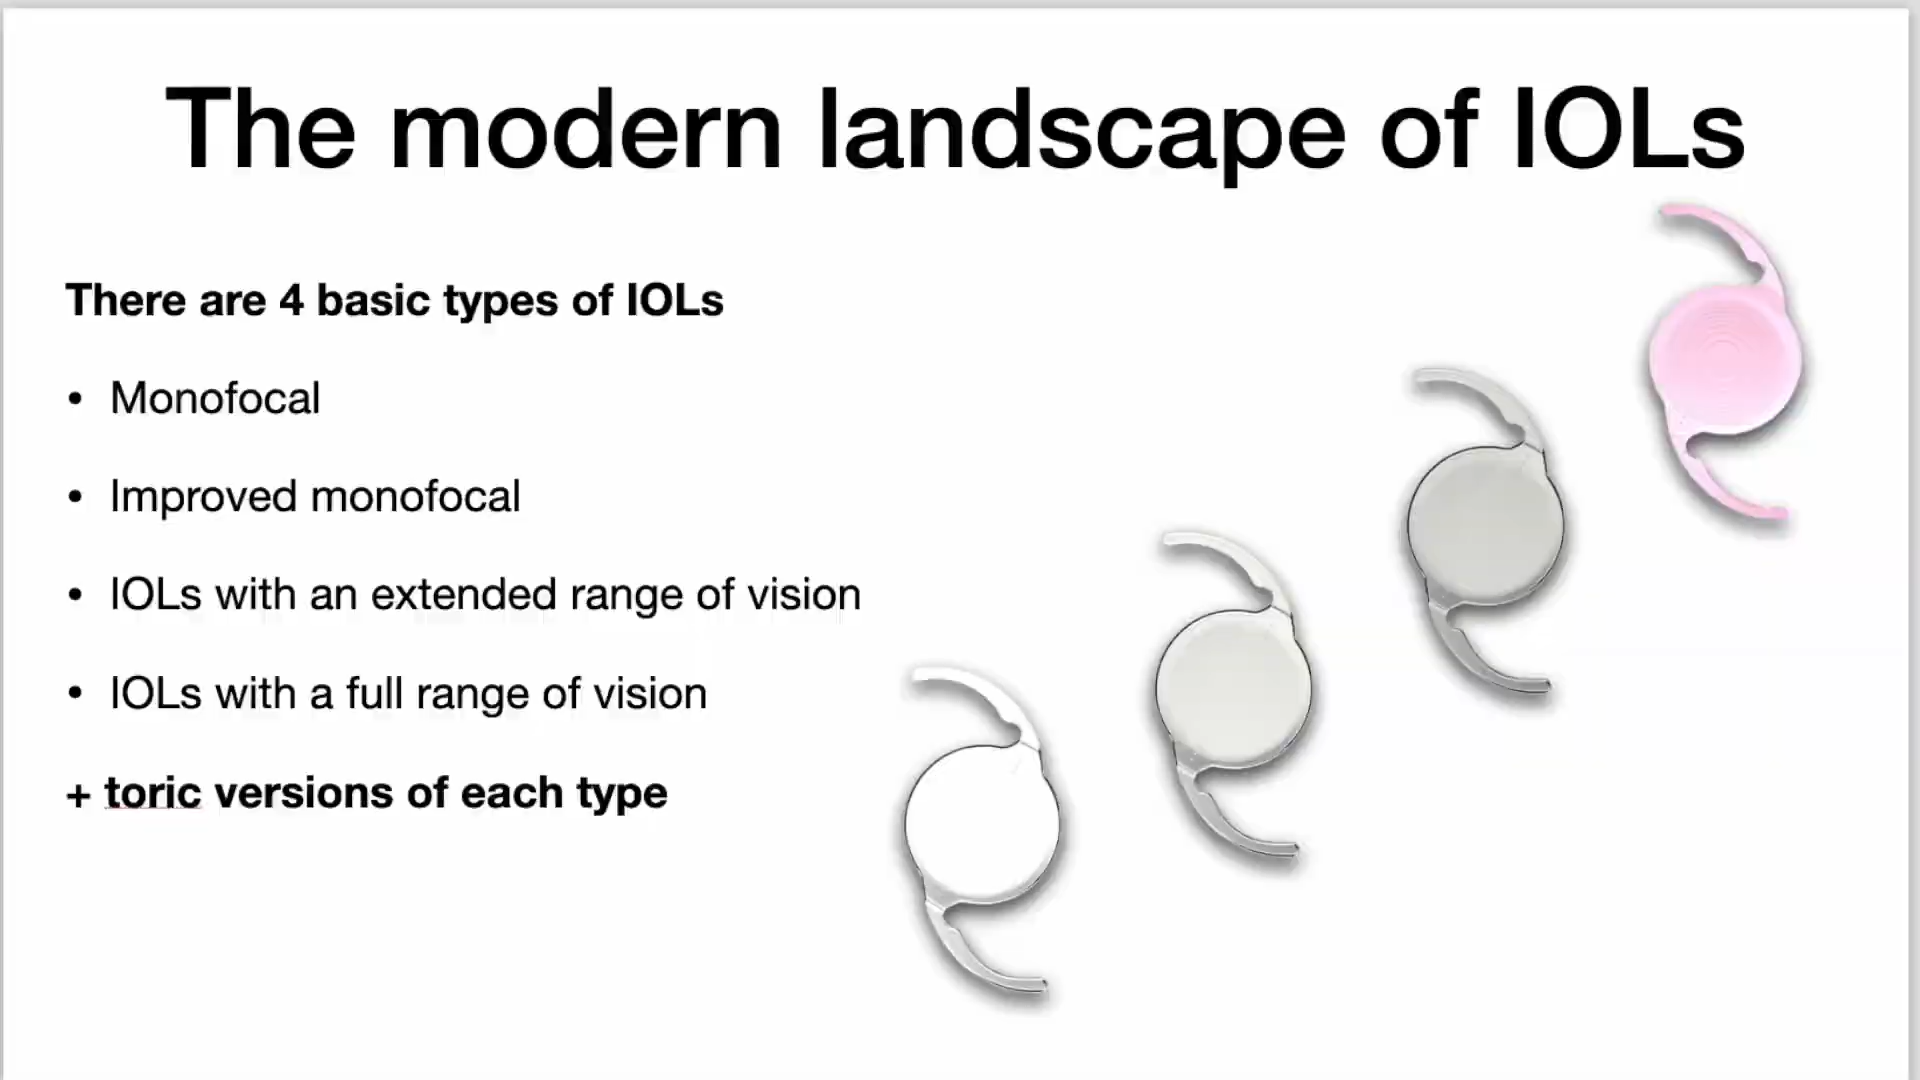 The modern landscape of IOLs
There are 4 basic types of IOLs
• Monofocal
• Improved monofocal
• IOLs with an extended range of vision
• IOLs with a full range of vision
+ toric versions of each type